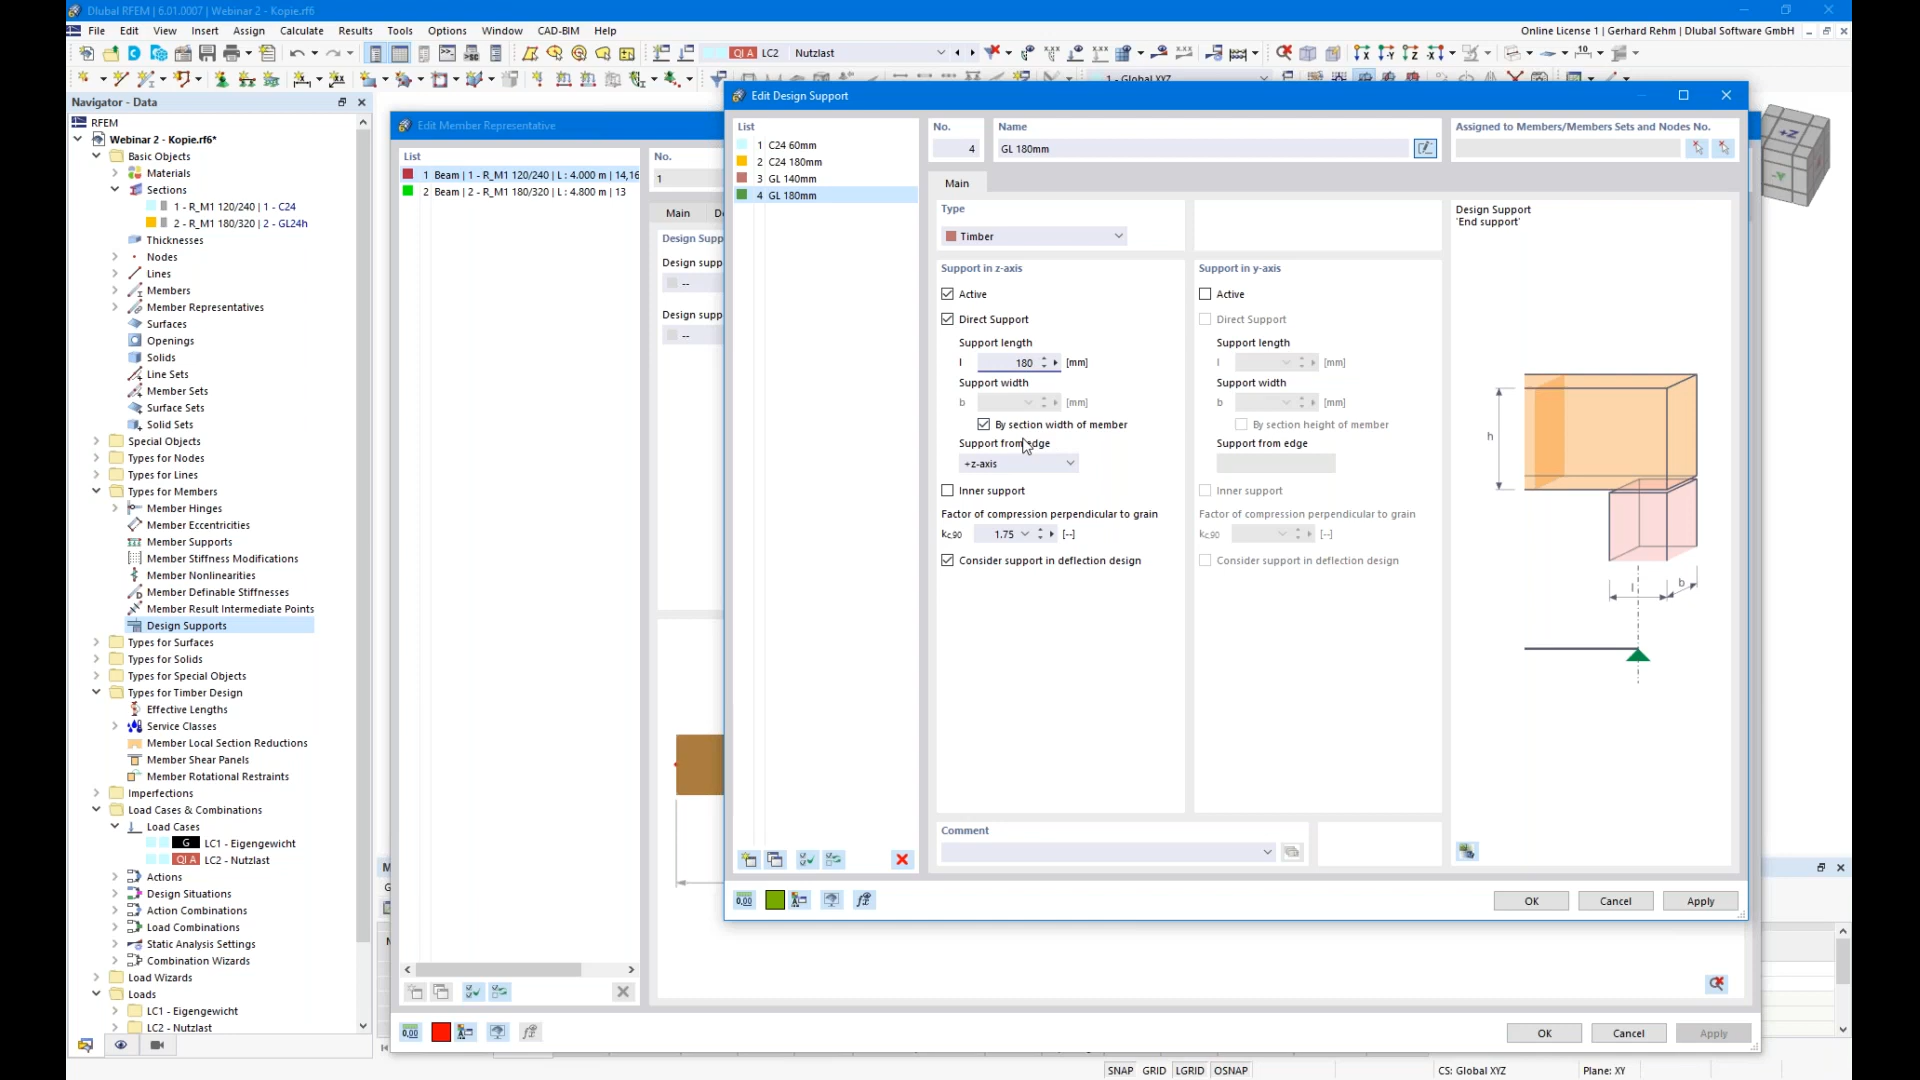 Dlubal RFEM | 6.01.0007 | Webinar 2 - Kopie.rf6
File Edit View Insert Assign Calculate Results Tools Options Window CAD-BIM Help
Online License 1 | Gerhard Rehm | Dlubal Software GmbH
QI A LC2 Nutzlast
1 - Global XYZ
Navigator - Data
RFEM
Webinar 2 - Kopie.rf6*
Basic Objects
Materials
Sections
1 - R_M1 120/240 | 1 - C24
2 - R_M1 180/320 | 2 - GL24h
Thicknesses
Nodes
Lines
Members
Member Representatives
Surfaces
Openings
Solids
Line Sets
Member Sets
Surface Sets
Solid Sets
Special Objects
Types for Nodes
Types for Lines
Types for Members
Member Hinges
Member Eccentricities
Member Supports
Member Stiffness Modifications
Member Nonlinearities
Member Definable Stiffnesses
Member Result Intermediate Points
Design Supports
Types for Surfaces
Types for Solids
Types for Special Objects
Types for Timber Design
Effective Lengths
Service Classes
Member Local Section Reductions
Member Shear Panels
Member Rotational Restraints
Imperfections
Load Cases & Combinations
Load Cases
G LC1 - Eigengewicht
QI A LC2 - Nutzlast
Actions
Design Situations
Action Combinations
Load Combinations
Static Analysis Settings
Combination Wizards
Load Wizards
Loads
LC1 - Eigengewicht
LC2 - Nutzlast
Edit Member Representative
List
1 Beam | 1 - R_M1 120/240 | L : 4.000 m | 14,16
2 Beam | 2 - R_M1 180/320 | L : 4.800 m | 13
No.
1
Main
Design Supp
Design supp
--
Design supp
--
OK Cancel Apply
Edit Design Support
List
1 C24 60mm
2 C24 180mm
3 GL 140mm
4 GL 180mm
No.
4
Name
GL 180mm
Assigned to Members/Members Sets and Nodes No.
Main
Type
Timber
Support in z-axis
Active
Direct Support
Support length
l 180 [mm]
Support width
b [mm]
By section width of member
Support from edge
+z-axis
Inner support
Factor of compression perpendicular to grain
kc,90 1.75 [--]
Consider support in deflection design
Support in y-axis
Active
Direct Support
Support length
l [mm]
Support width
b [mm]
By section height of member
Support from edge
Inner support
Factor of compression perpendicular to grain
kc,90 [--]
Consider support in deflection design
Design Support
'End support'
h
l
b
Comment
OK Cancel Apply
SNAP GRID LGRID OSNAP
CS: Global XYZ
Plane: XY